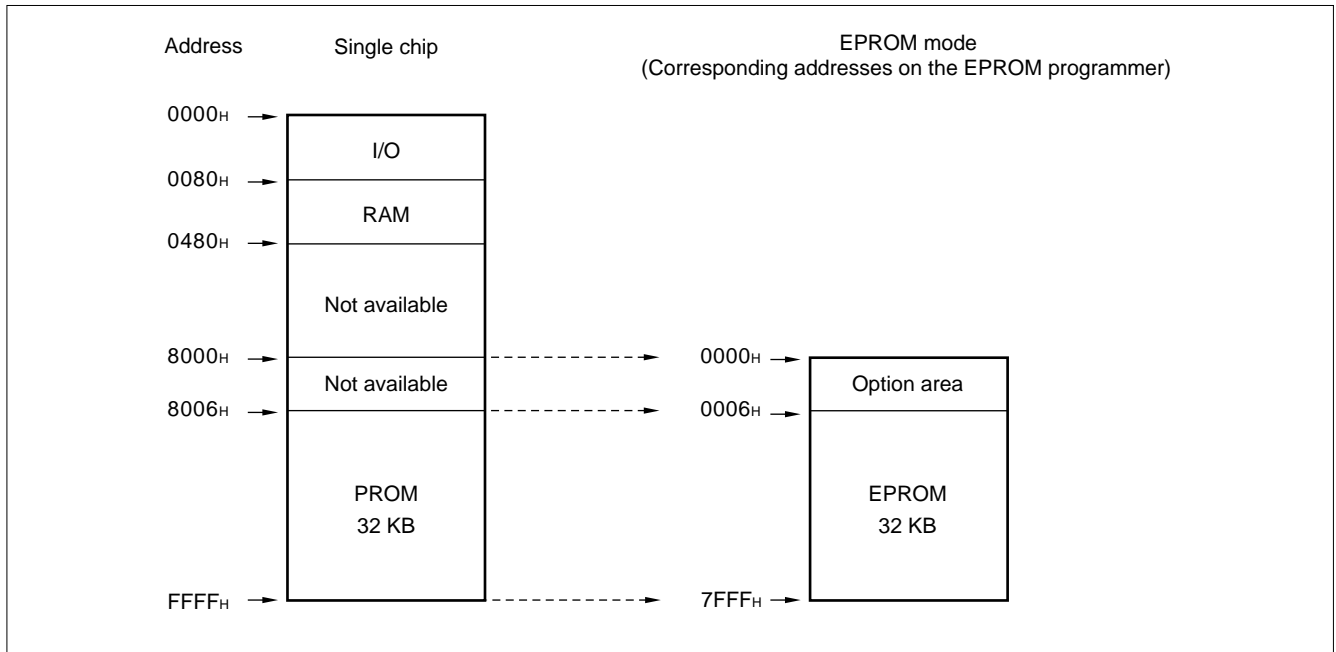 Address
Single chip
EPROM mode
(Corresponding addresses on the EPROM programmer)
0000H
I/O
0080H
RAM
0480H
Not available
8000H
0000H
Not available
Option area
8006H
0006H
PROM
32 KB
EPROM
32 KB
FFFFH
7FFFH